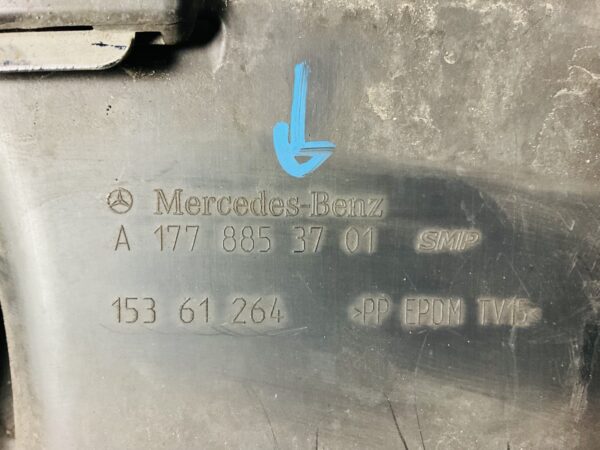 Mercedes-Benz
A 177 885 37 01 SMP
153 61 264 >PP EPDM TV15<